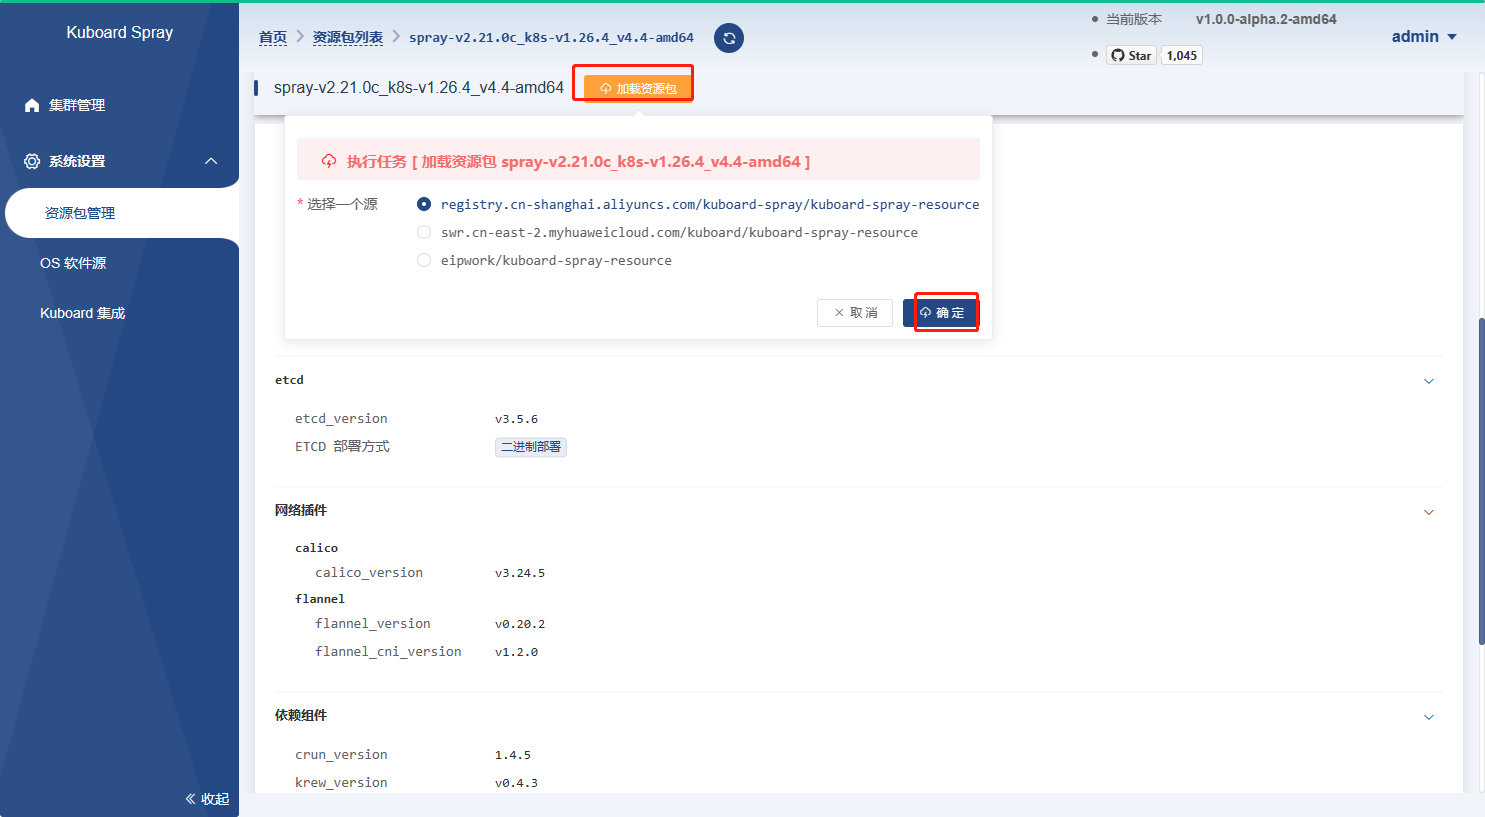 Kuboard Spray
集群管理
系统设置
资源包管理
OS 软件源
Kuboard 集成
收起
首页
资源包列表
spray-v2.21.0c_k8s-v1.26.4_v4.4-amd64
当前版本
v1.0.0-alpha.2-amd64
Star
1,045
admin
spray-v2.21.0c_k8s-v1.26.4_v4.4-amd64
加载资源包
执行任务 [ 加载资源包 spray-v2.21.0c_k8s-v1.26.4_v4.4-amd64 ]
* 选择一个源
registry.cn-shanghai.aliyuncs.com/kuboard-spray/kuboard-spray-resource
swr.cn-east-2.myhuaweicloud.com/kuboard/kuboard-spray-resource
eipwork/kuboard-spray-resource
取 消
确 定
etcd
etcd_version v3.5.6
ETCD 部署方式 二进制部署
网络插件
calico
calico_version v3.24.5
flannel
flannel_version v0.20.2
flannel_cni_version v1.2.0
依赖组件
crun_version 1.4.5
krew_version v0.4.3